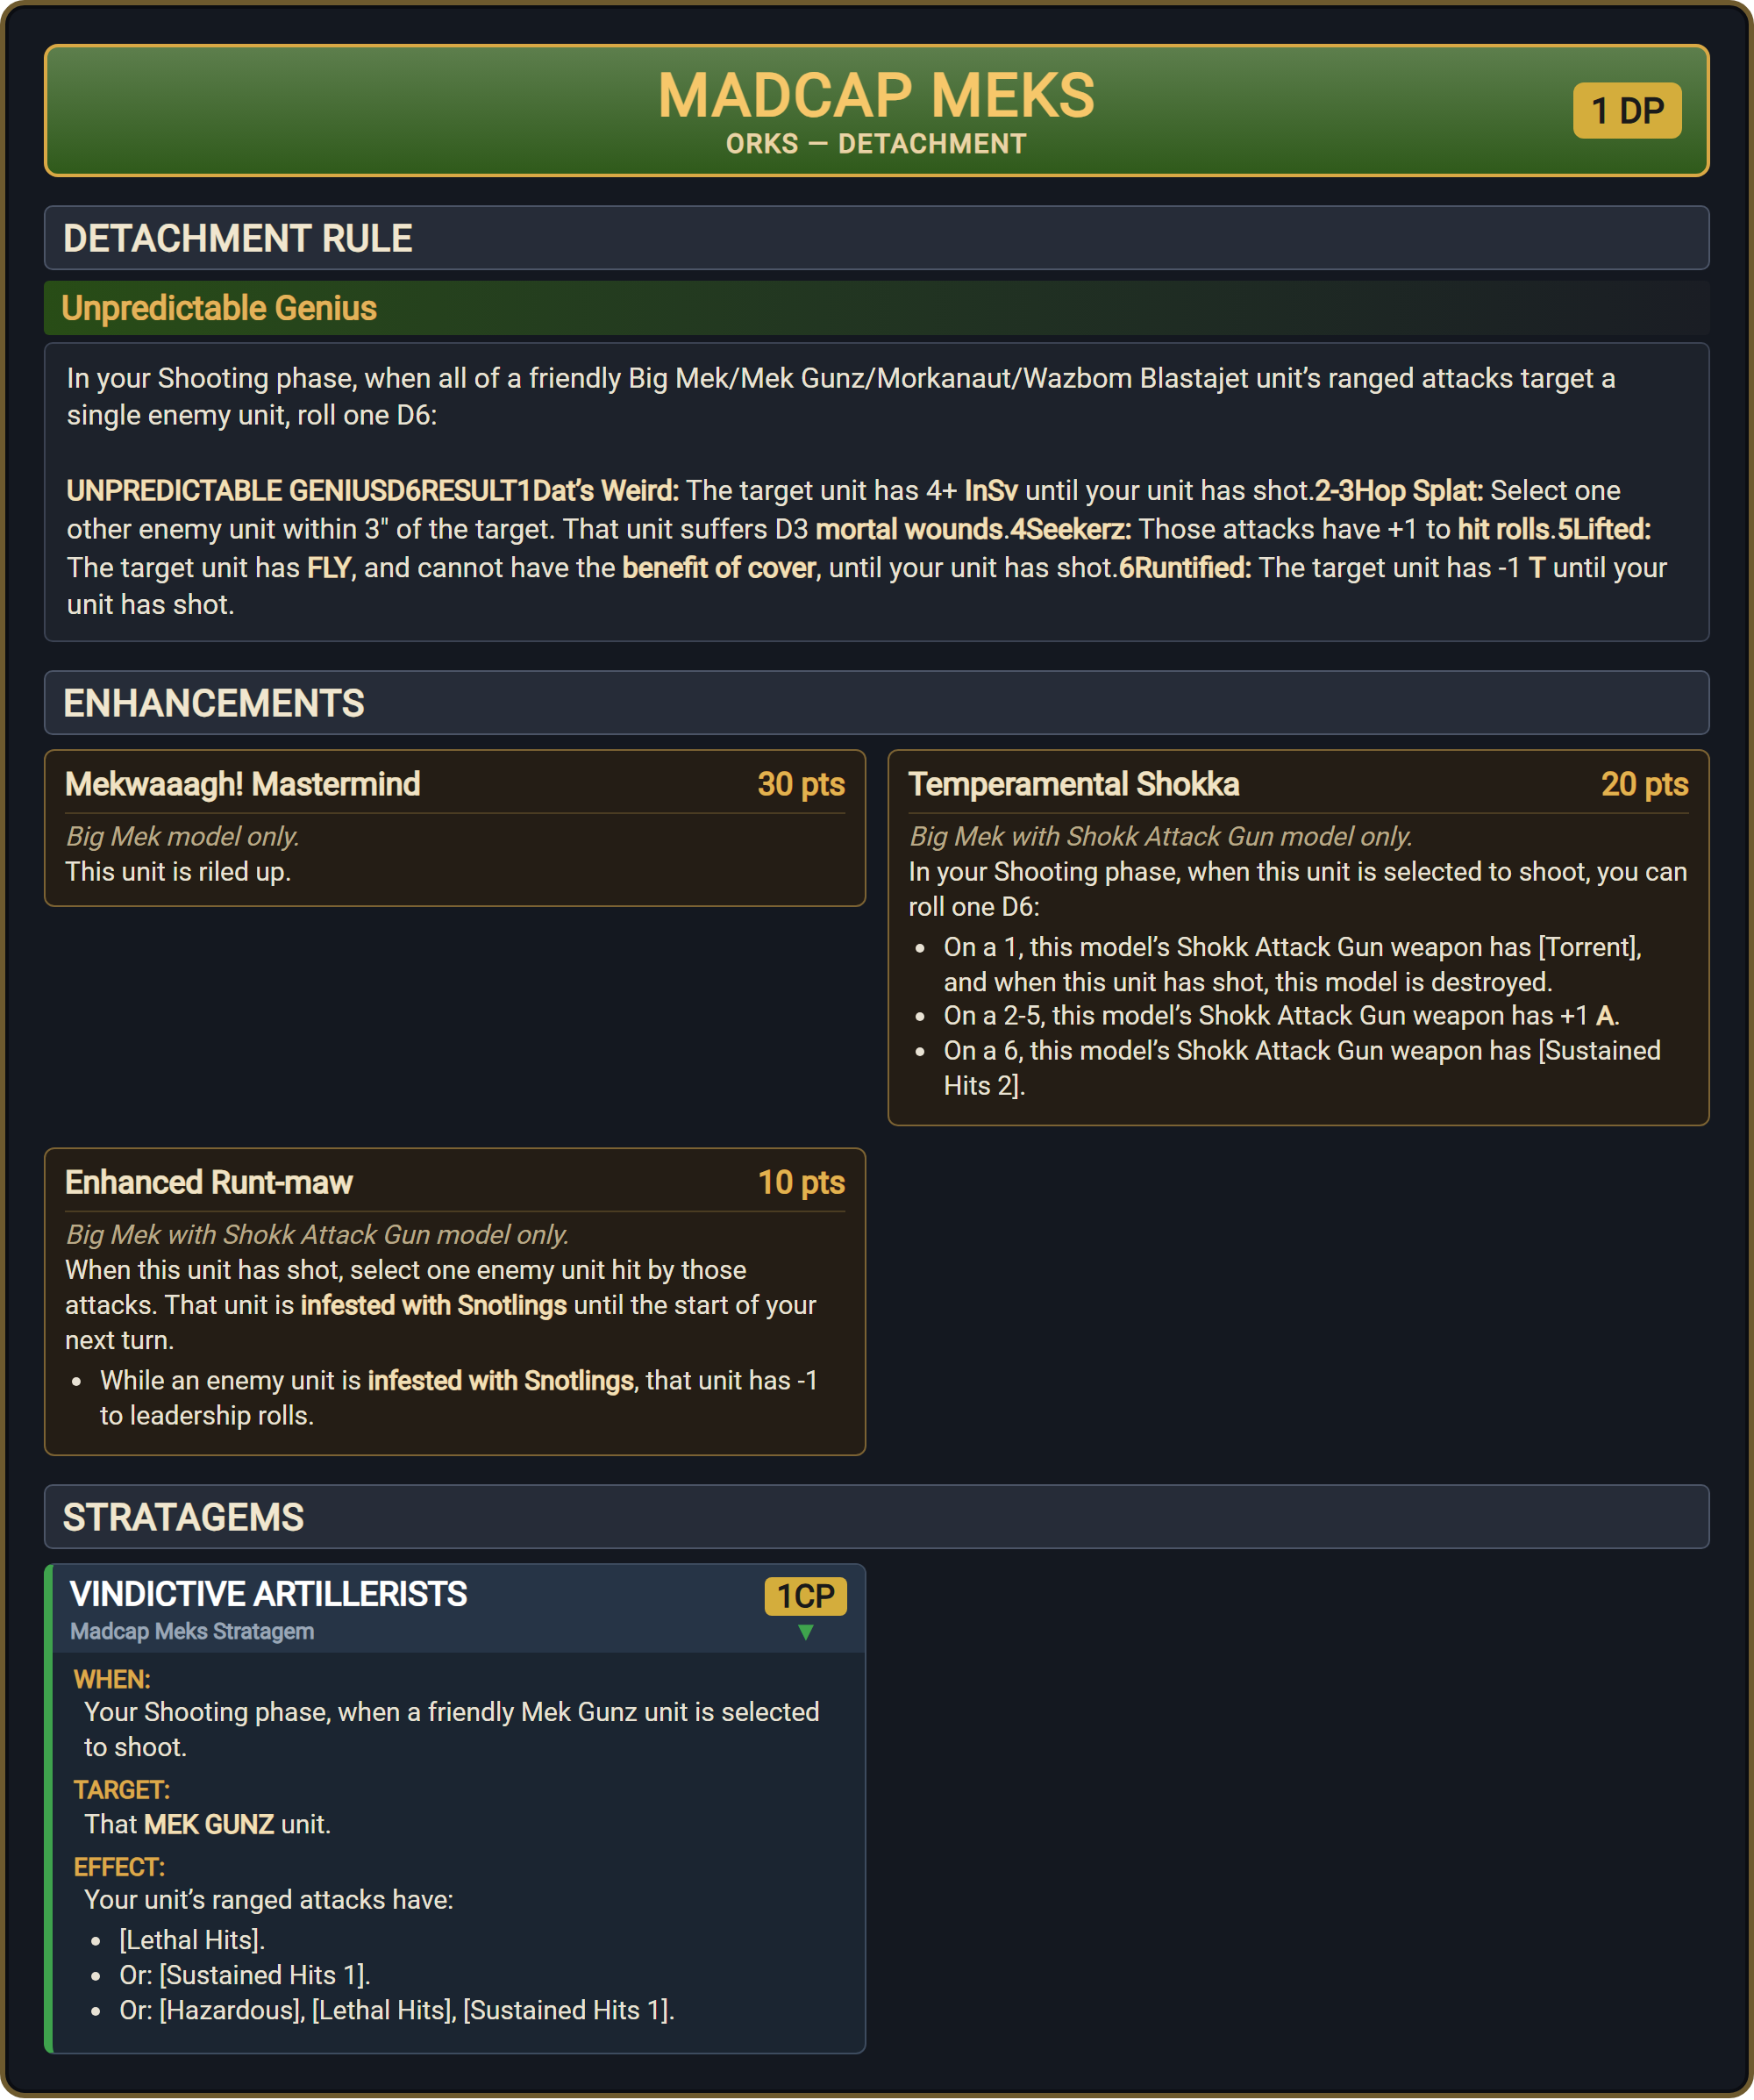 MADCAP MEKS
ORKS — DETACHMENT
1 DP
DETACHMENT RULE
Unpredictable Genius
In your Shooting phase, when all of a friendly Big Mek/Mek Gunz/Morkanaut/Wazbom Blastajet unit’s ranged attacks target a
single enemy unit, roll one D6:
UNPREDICTABLE GENIUSD6RESULT1Dat’s Weird: The target unit has 4+ InSv until your unit has shot.2-3Hop Splat: Select one
other enemy unit within 3" of the target. That unit suffers D3 mortal wounds.4Seekerz: Those attacks have +1 to hit rolls.5Lifted:
The target unit has FLY, and cannot have the benefit of cover, until your unit has shot.6Runtified: The target unit has -1 T until your
unit has shot.
ENHANCEMENTS
Mekwaaagh! Mastermind 30 pts
Big Mek model only.
This unit is riled up.
Temperamental Shokka 20 pts
Big Mek with Shokk Attack Gun model only.
In your Shooting phase, when this unit is selected to shoot, you can
roll one D6:
• On a 1, this model’s Shokk Attack Gun weapon has [Torrent],
and when this unit has shot, this model is destroyed.
• On a 2-5, this model’s Shokk Attack Gun weapon has +1 A.
• On a 6, this model’s Shokk Attack Gun weapon has [Sustained
Hits 2].
Enhanced Runt-maw 10 pts
Big Mek with Shokk Attack Gun model only.
When this unit has shot, select one enemy unit hit by those
attacks. That unit is infested with Snotlings until the start of your
next turn.
• While an enemy unit is infested with Snotlings, that unit has -1
to leadership rolls.
STRATAGEMS
VINDICTIVE ARTILLERISTS 1CP
Madcap Meks Stratagem ▼
WHEN:
Your Shooting phase, when a friendly Mek Gunz unit is selected
to shoot.
TARGET:
That MEK GUNZ unit.
EFFECT:
Your unit’s ranged attacks have:
• [Lethal Hits].
• Or: [Sustained Hits 1].
• Or: [Hazardous], [Lethal Hits], [Sustained Hits 1].